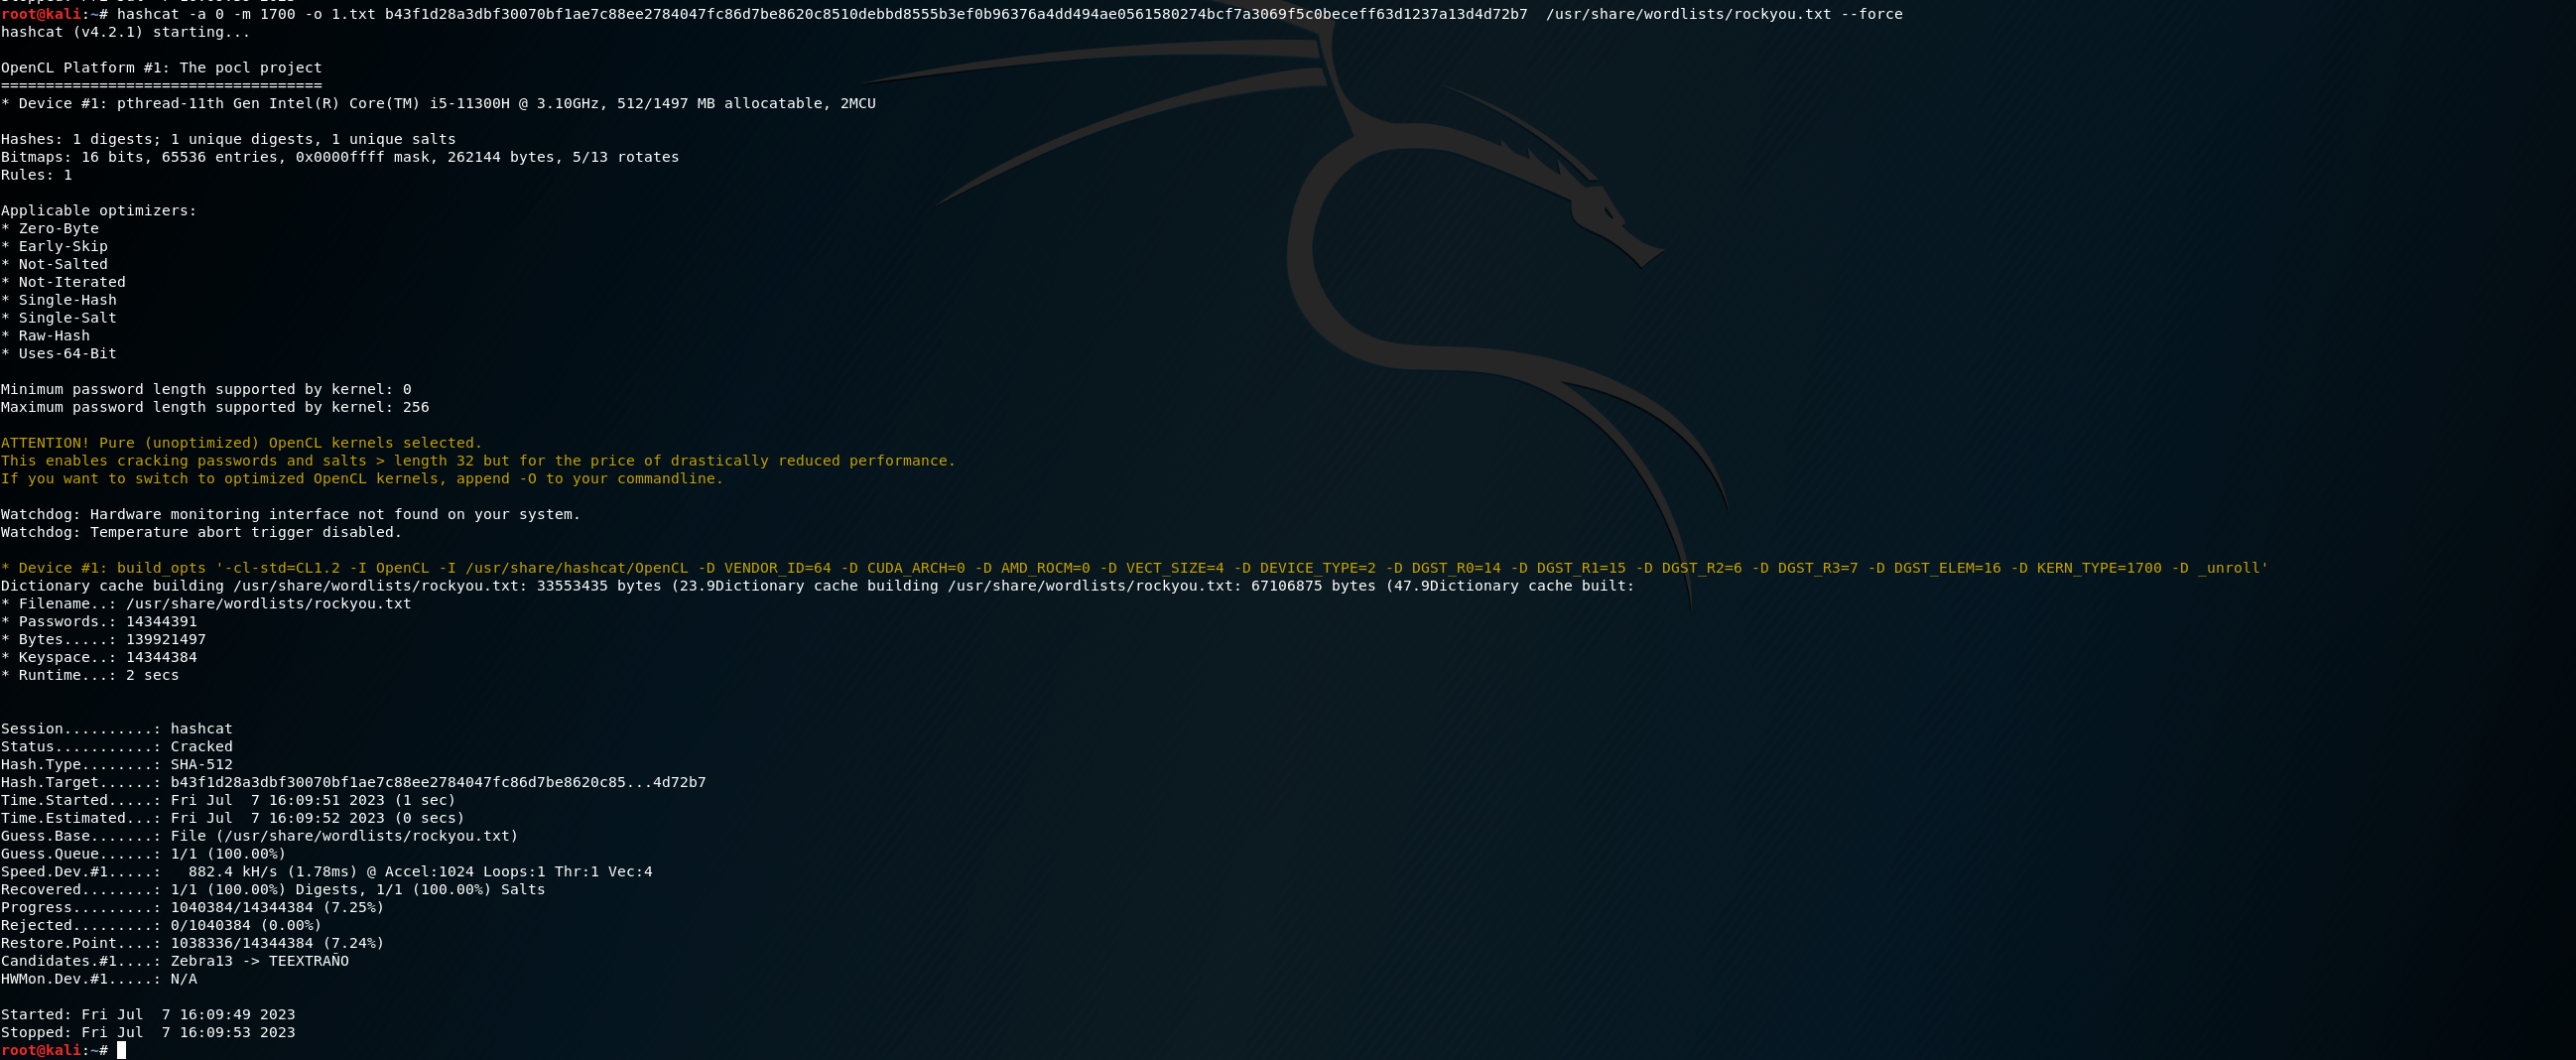 root@kali:~# hashcat -a 0 -m 1700 -o 1.txt b43f1d28a3dbf30070bf1ae7c88ee2784047fc86d7be8620c8510debbd8555b3ef0b96376a4dd494ae0561580274bcf7a3069f5c0beceff63d1237a13d4d72b7  /usr/share/wordlists/rockyou.txt --force
hashcat (v4.2.1) starting...
OpenCL Platform #1: The pocl project
====================================
* Device #1: pthread-11th Gen Intel(R) Core(TM) i5-11300H @ 3.10GHz, 512/1497 MB allocatable, 2MCU
Hashes: 1 digests; 1 unique digests, 1 unique salts
Bitmaps: 16 bits, 65536 entries, 0x0000ffff mask, 262144 bytes, 5/13 rotates
Rules: 1
Applicable optimizers:
* Zero-Byte
* Early-Skip
* Not-Salted
* Not-Iterated
* Single-Hash
* Single-Salt
* Raw-Hash
* Uses-64-Bit
Minimum password length supported by kernel: 0
Maximum password length supported by kernel: 256
ATTENTION! Pure (unoptimized) OpenCL kernels selected.
This enables cracking passwords and salts > length 32 but for the price of drastically reduced performance.
If you want to switch to optimized OpenCL kernels, append -O to your commandline.
Watchdog: Hardware monitoring interface not found on your system.
Watchdog: Temperature abort trigger disabled.
* Device #1: build_opts '-cl-std=CL1.2 -I OpenCL -I /usr/share/hashcat/OpenCL -D VENDOR_ID=64 -D CUDA_ARCH=0 -D AMD_ROCM=0 -D VECT_SIZE=4 -D DEVICE_TYPE=2 -D DGST_R0=14 -D DGST_R1=15 -D DGST_R2=6 -D DGST_R3=7 -D DGST_ELEM=16 -D KERN_TYPE=1700 -D _unroll'
Dictionary cache building /usr/share/wordlists/rockyou.txt: 33553435 bytes (23.9Dictionary cache building /usr/share/wordlists/rockyou.txt: 67106875 bytes (47.9Dictionary cache built:
* Filename..: /usr/share/wordlists/rockyou.txt
* Passwords.: 14344391
* Bytes.....: 139921497
* Keyspace..: 14344384
* Runtime...: 2 secs
Session..........: hashcat
Status...........: Cracked
Hash.Type........: SHA-512
Hash.Target......: b43f1d28a3dbf30070bf1ae7c88ee2784047fc86d7be8620c85...4d72b7
Time.Started.....: Fri Jul  7 16:09:51 2023 (1 sec)
Time.Estimated...: Fri Jul  7 16:09:52 2023 (0 secs)
Guess.Base.......: File (/usr/share/wordlists/rockyou.txt)
Guess.Queue......: 1/1 (100.00%)
Speed.Dev.#1.....:   882.4 kH/s (1.78ms) @ Accel:1024 Loops:1 Thr:1 Vec:4
Recovered........: 1/1 (100.00%) Digests, 1/1 (100.00%) Salts
Progress.........: 1040384/14344384 (7.25%)
Rejected.........: 0/1040384 (0.00%)
Restore.Point....: 1038336/14344384 (7.24%)
Candidates.#1....: Zebra13 -> TEEXTRAÑO
HWMon.Dev.#1.....: N/A
Started: Fri Jul  7 16:09:49 2023
Stopped: Fri Jul  7 16:09:53 2023
root@kali:~#